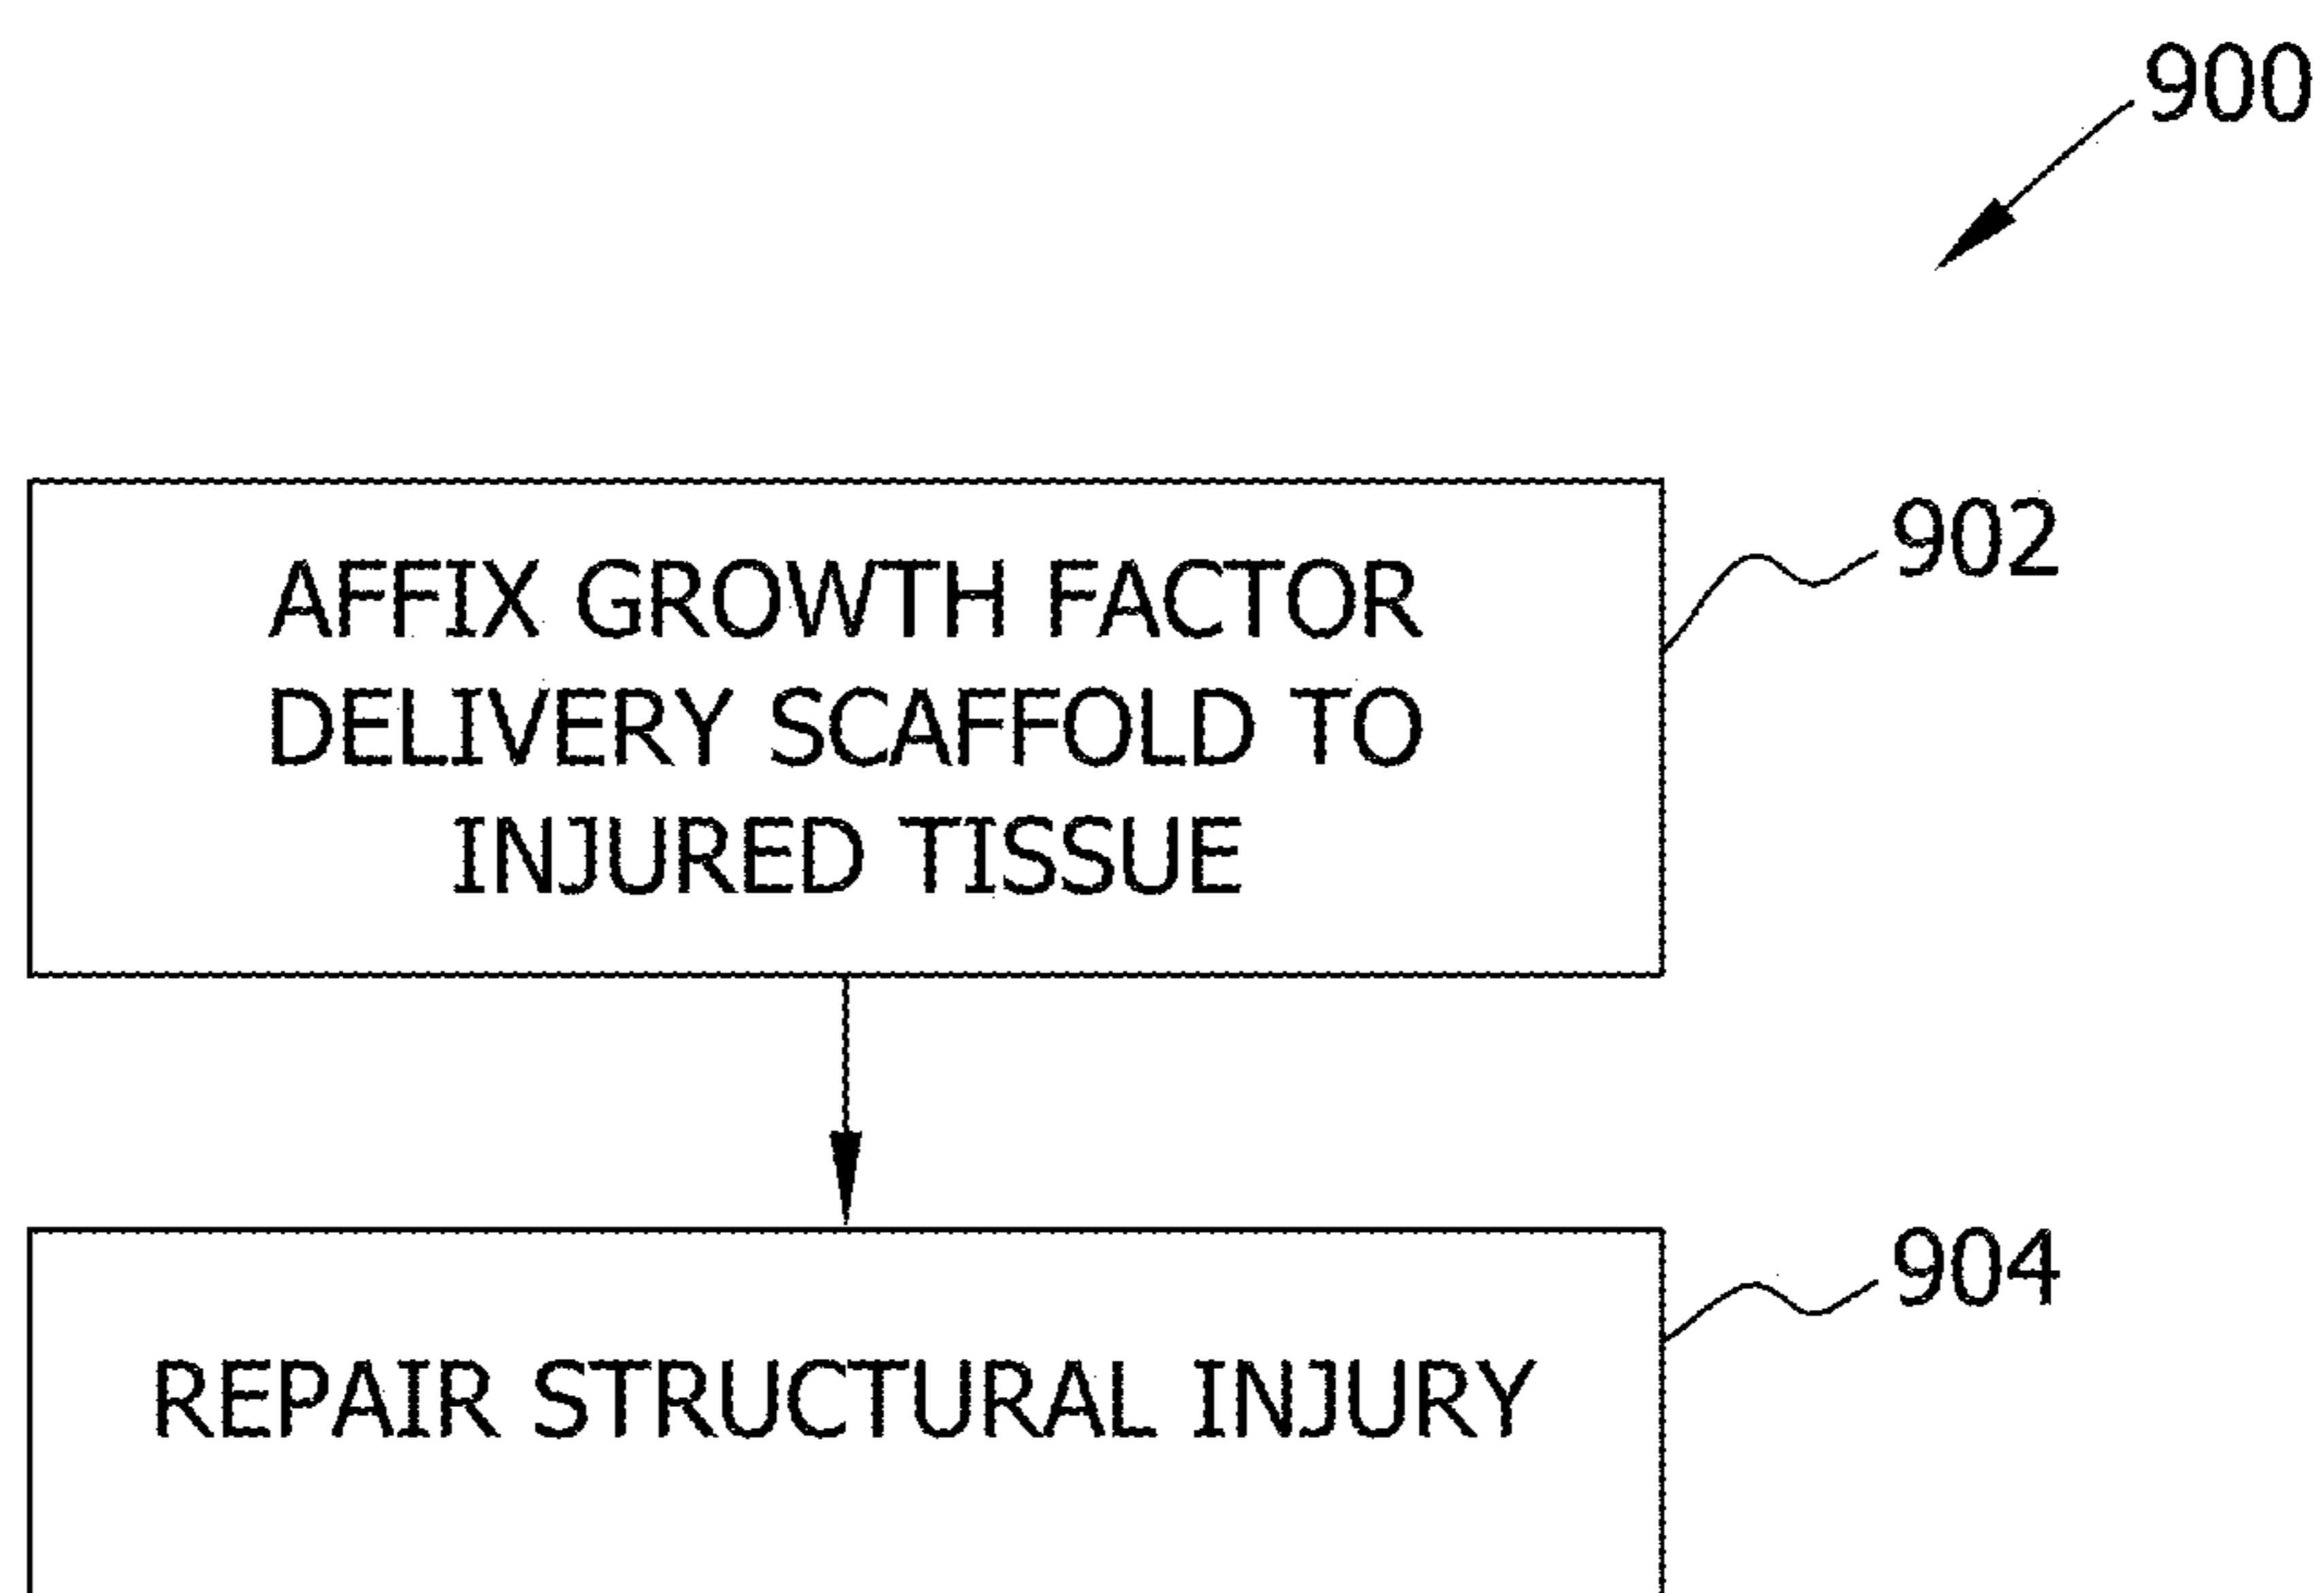 900
AFFIX GROWTH FACTOR
DELIVERY SCAFFOLD TO
INJURED TISSUE
902
REPAIR STRUCTURAL INJURY
904